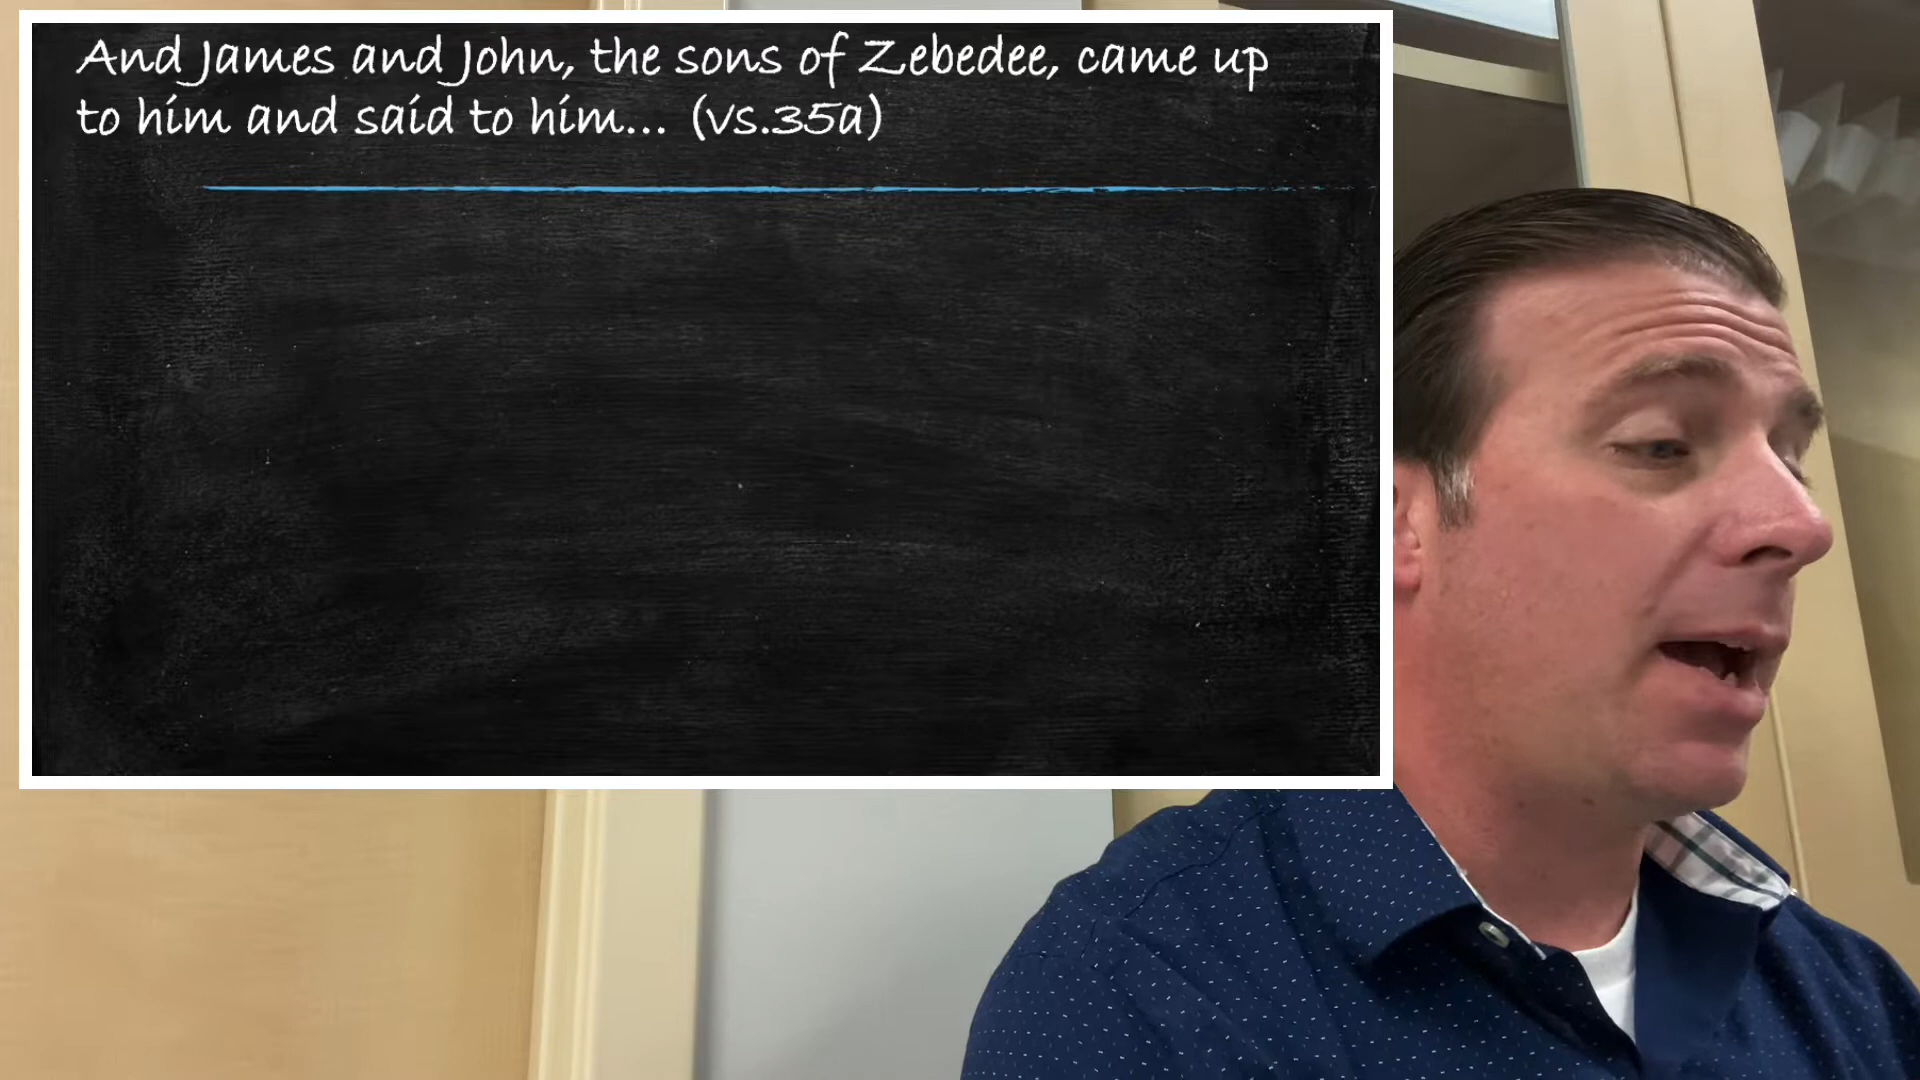 And James and John, the sons of Zebedee, came up
to him and said to him... (vs.35a)